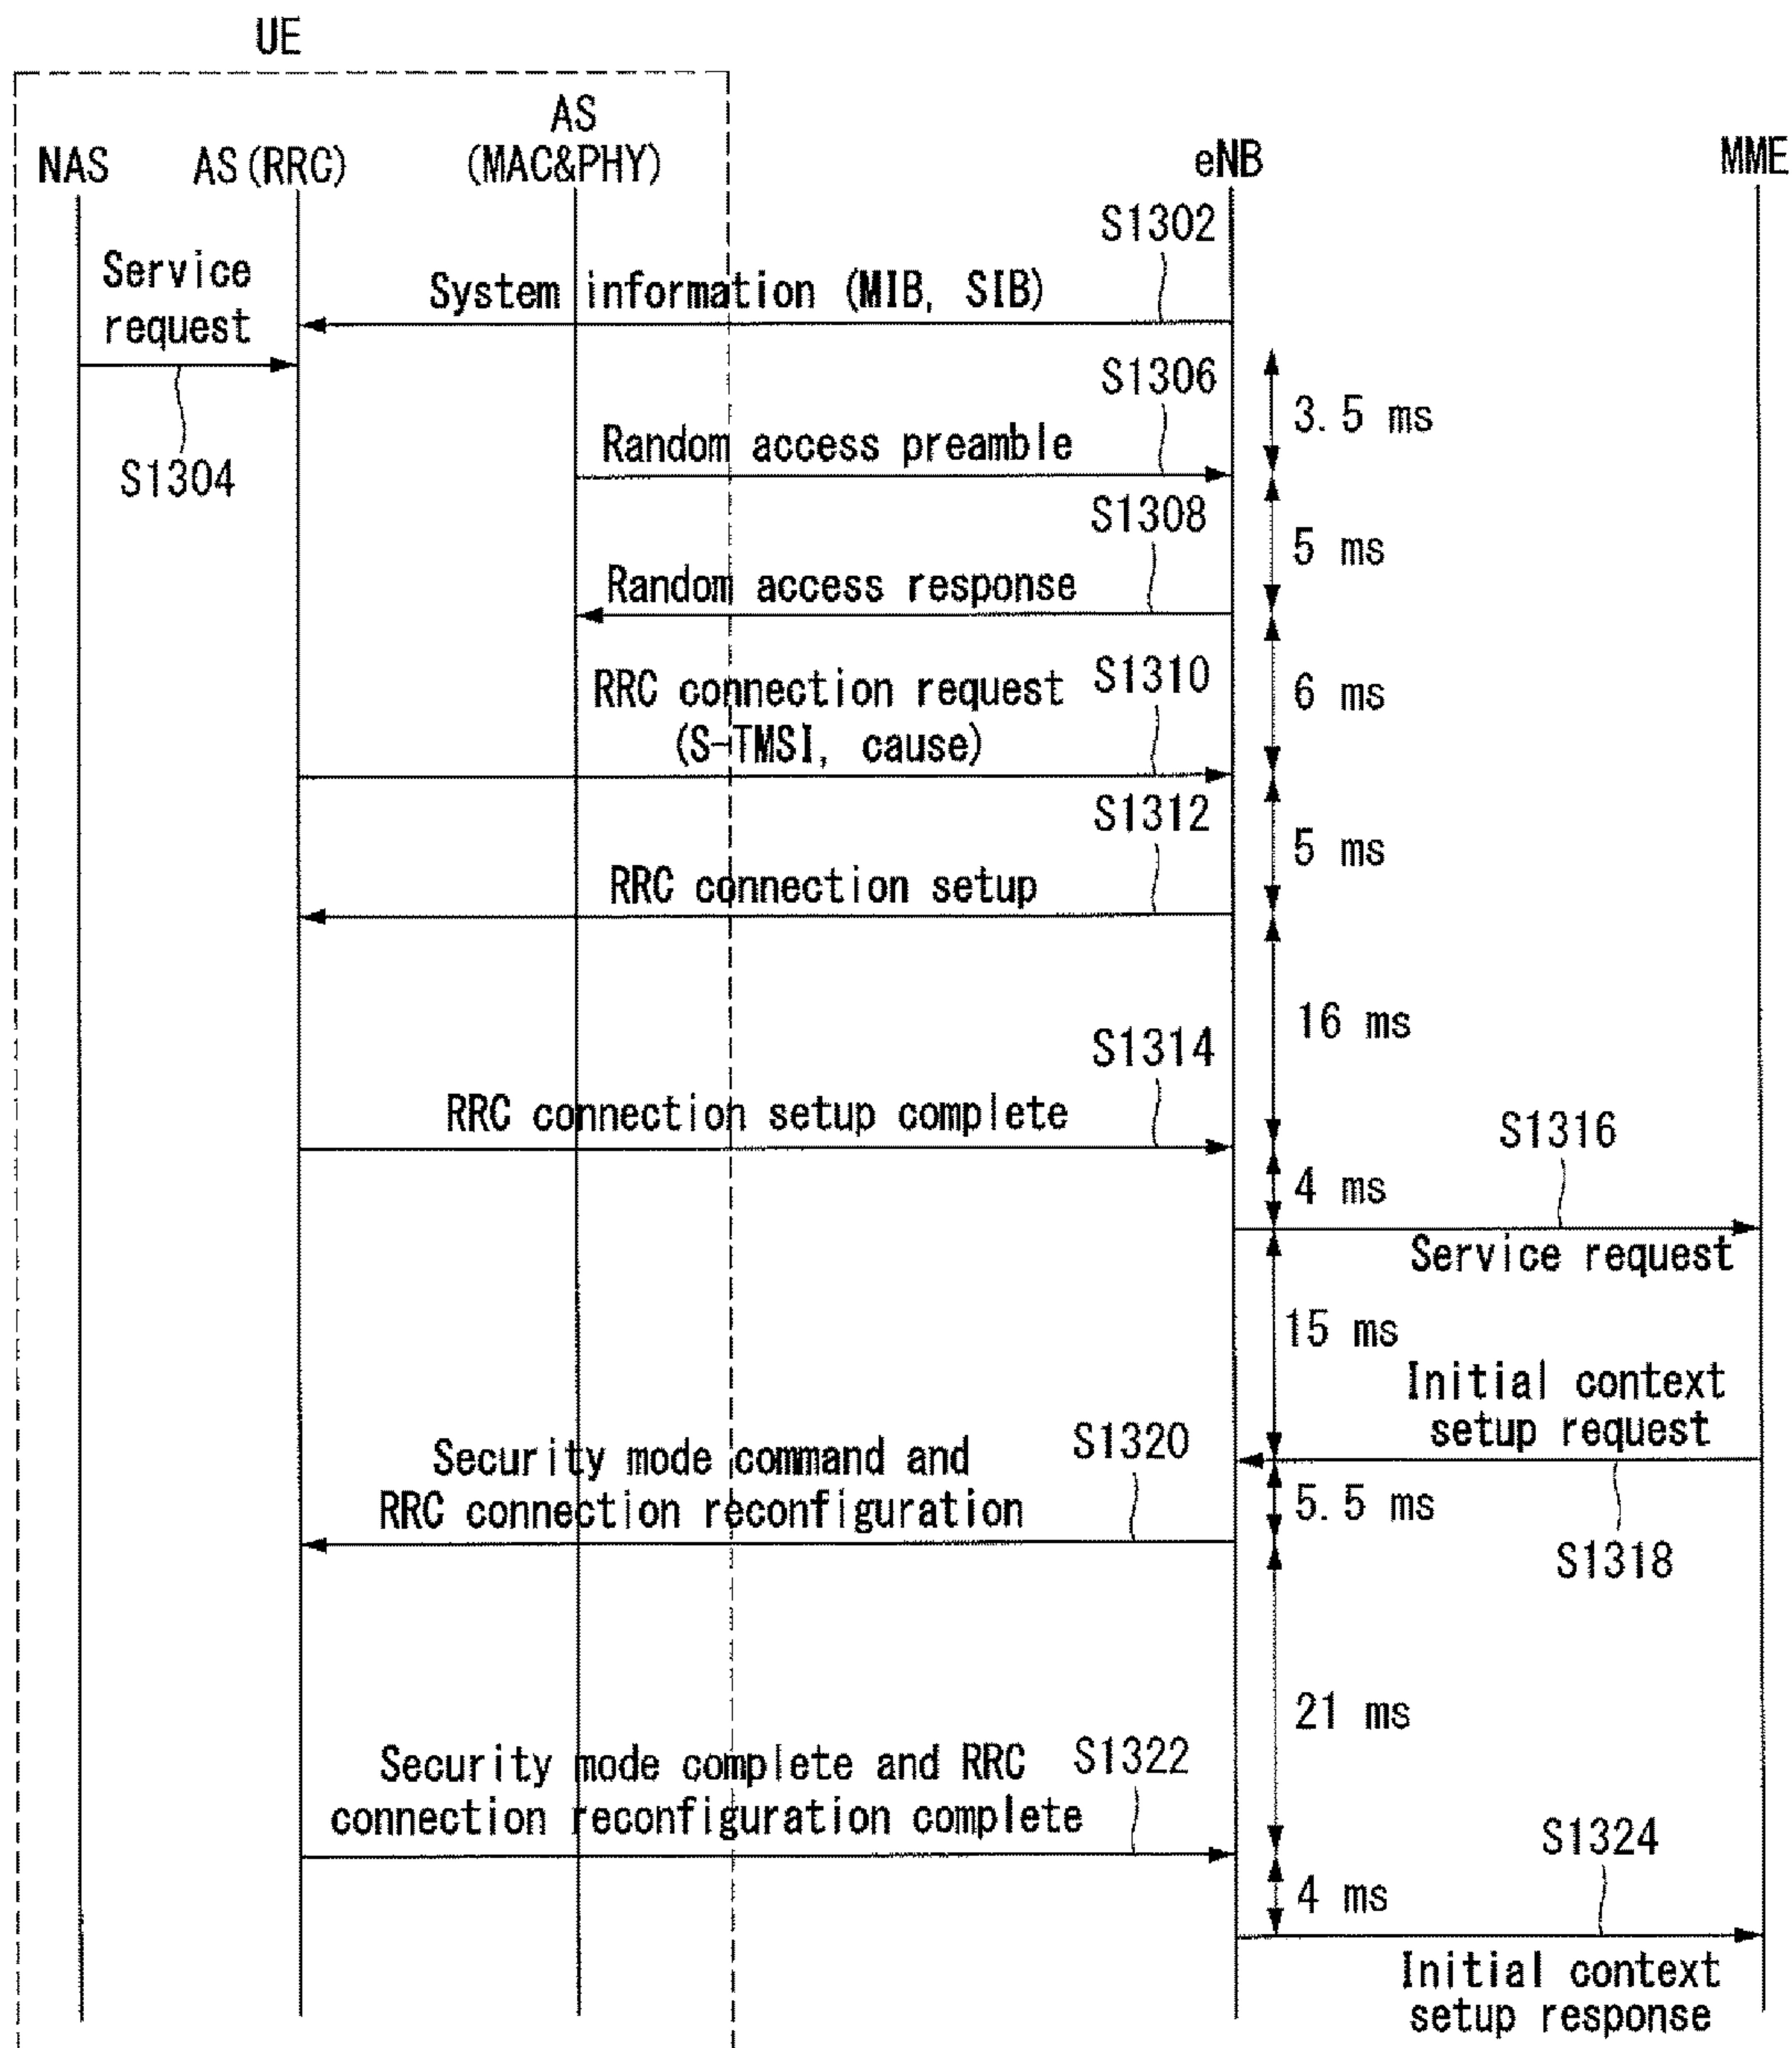 UE
NAS
AS(RRC)
AS
(MAC&PHY)
eNB
MME
S1302
Service
request
System information (MIB, SIB)
S1304
S1306
3.5 ms
Random access preamble
S1308
5 ms
Random access response
S1310
RRC connection request
(S-TMSI, cause)
6 ms
S1312
5 ms
RRC connection setup
16 ms
S1314
RRC connection setup complete
S1316
4 ms
Service request
15 ms
Initial context
setup request
S1320
Security mode command and
RRC connection reconfiguration
5.5 ms
S1318
21 ms
S1322
Security mode complete and RRC
connection reconfiguration complete
S1324
4 ms
Initial context
setup response